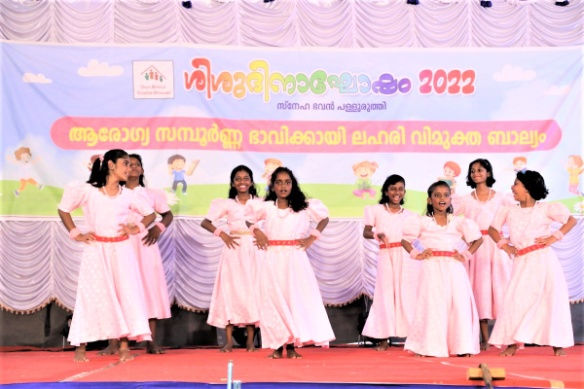 ശിശുദിനാഘോഷം 2022
സ്നേഹ ഭവൻ പള്ളുരുത്തി
ആരോഗ്യ സമ്പൂർണ്ണ ഭാവിക്കായി ലഹരി വിമുക്ത ബാല്യം